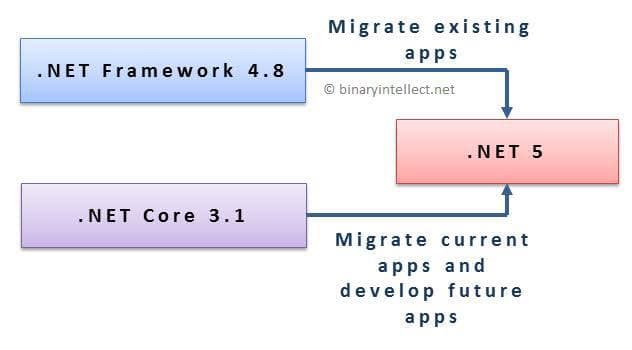 Migrate existing
apps
.NET Framework 4.8
© binaryintellect.net
.NET 5
.NET Core 3.1
Migrate current
apps and
develop future
apps